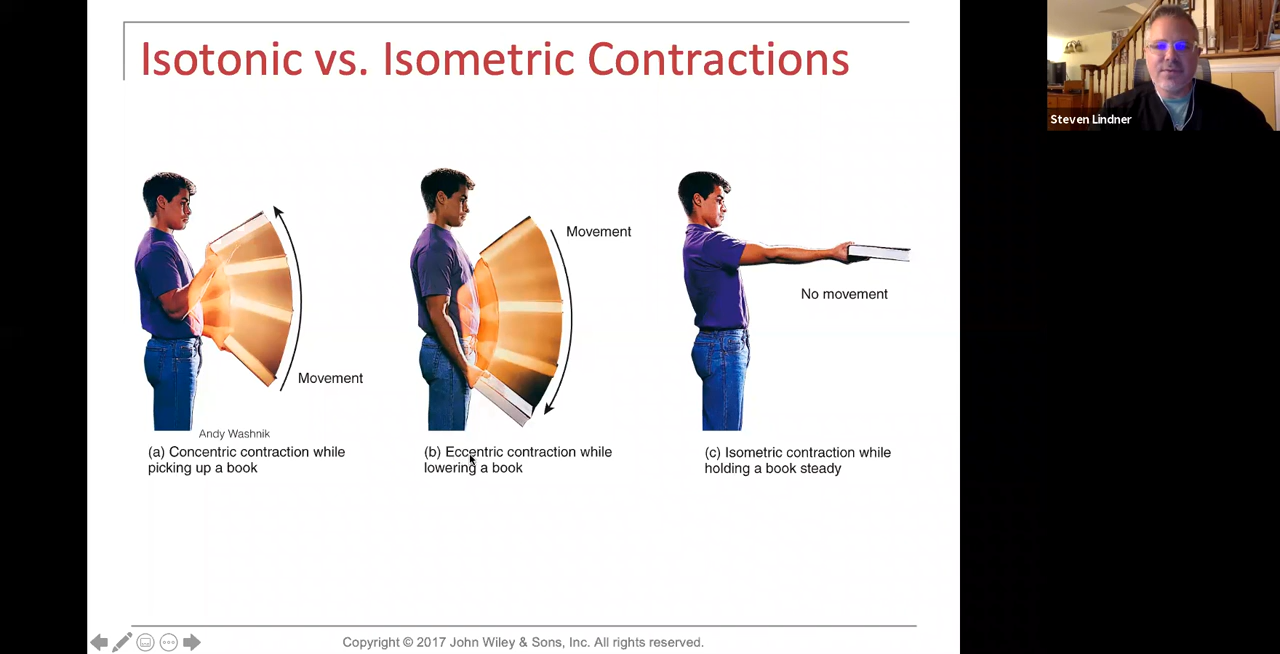 Isotonic vs. Isometric Contractions
Steven Lindner
Movement
Movement
No movement
Andy Washnik
(a) Concentric contraction while
picking up a book
(b) Eccentric contraction while
lowering a book
(c) Isometric contraction while
holding a book steady
Copyright © 2017 John Wiley & Sons, Inc. All rights reserved.